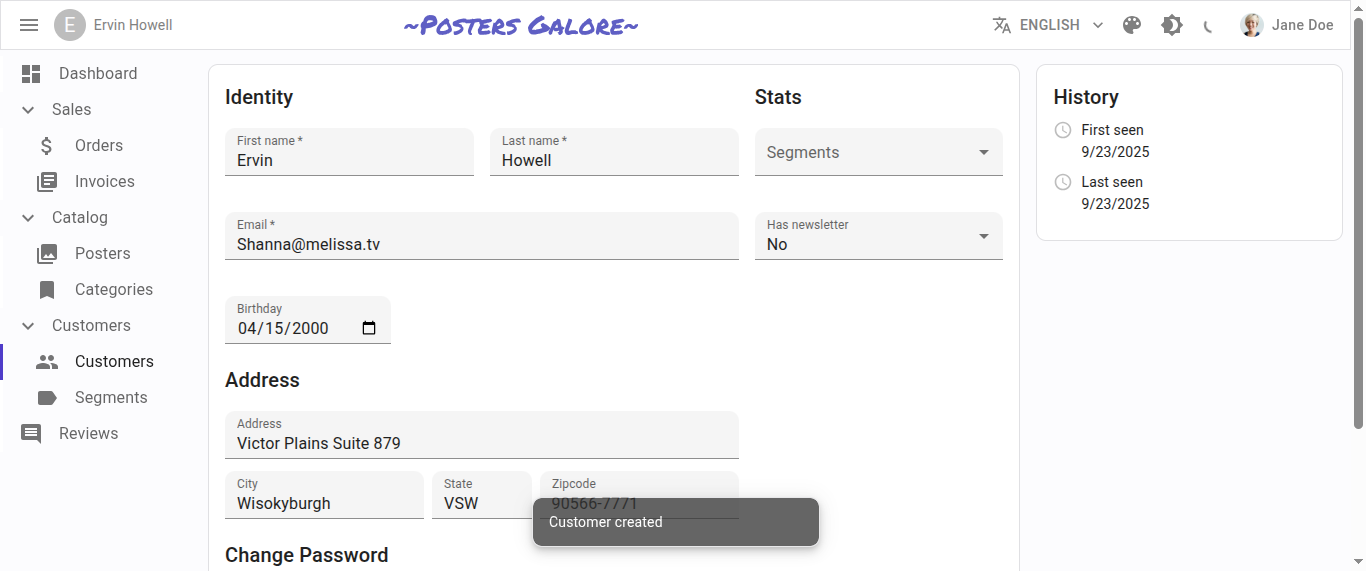 E Ervin Howell
~Posters Galore~
ENGLISH
Jane Doe
Dashboard
Sales
Orders
Invoices
Catalog
Posters
Categories
Customers
Customers
Segments
Reviews
Identity
First name *
Ervin
Last name *
Howell
Email *
Shanna@melissa.tv
Birthday
04/15/2000
Address
Address
Victor Plains Suite 879
City
Wisokyburgh
State
VSW
Zipcode
90566-7771
Change Password
Stats
Segments
Has newsletter
No
History
First seen
9/23/2025
Last seen
9/23/2025
Customer created